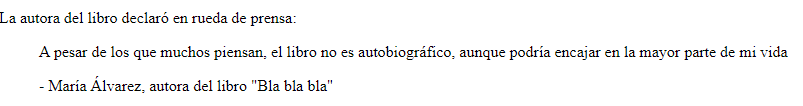 La autora del libro declaró en rueda de prensa:
A pesar de los que muchos piensan, el libro no es autobiográfico, aunque podría encajar en la mayor parte de mi vida
- María Álvarez, autora del libro "Bla bla bla"